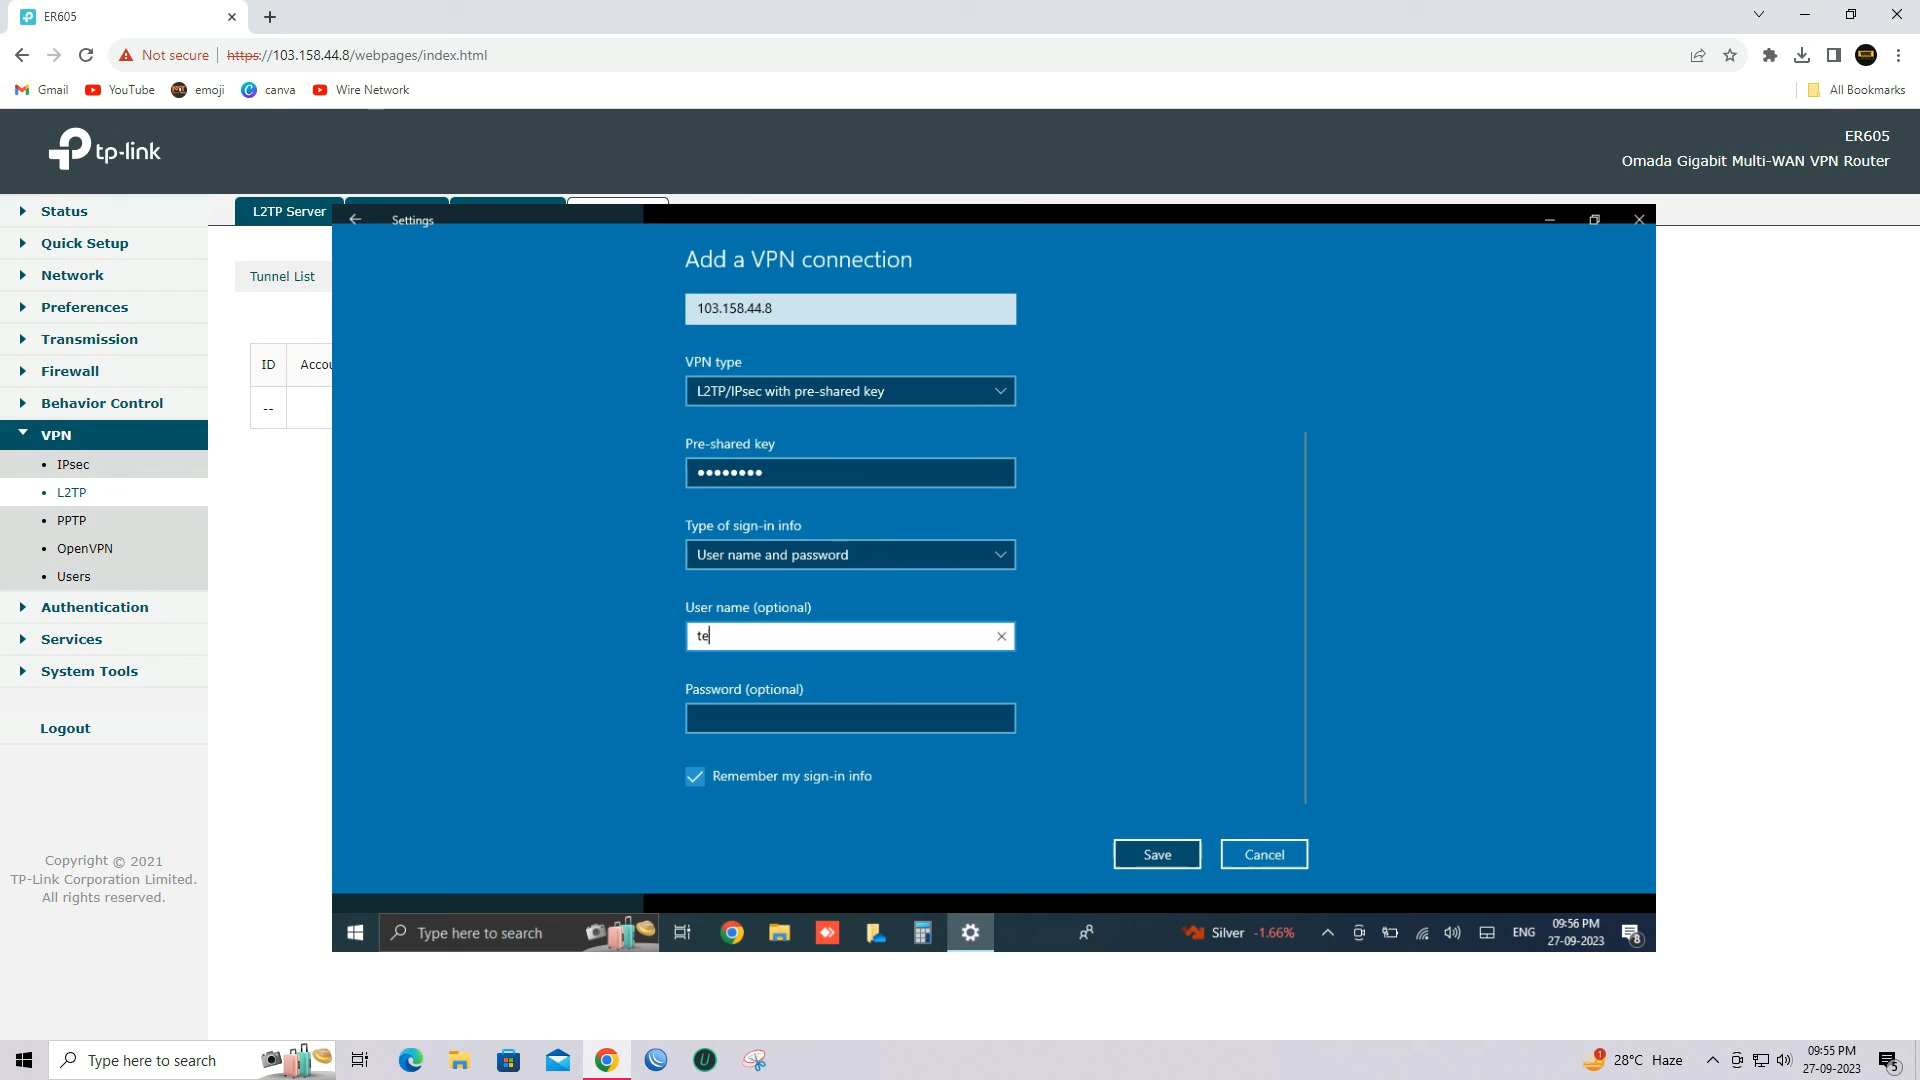 ER605
Not secure
https://103.158.44.8/webpages/index.html
Gmail
YouTube
emoji
canva
Wire Network
All Bookmarks
tp-link
ER605
Omada Gigabit Multi-WAN VPN Router
Status
Quick Setup
Network
Preferences
Transmission
Firewall
Behavior Control
VPN
IPsec
L2TP
PPTP
OpenVPN
Users
Authentication
Services
System Tools
Logout
Copyright © 2021
TP-Link Corporation Limited.
All rights reserved.
L2TP Server
Tunnel List
ID
Accou
--
Settings
Add a VPN connection
103.158.44.8
VPN type
L2TP/IPsec with pre-shared key
Pre-shared key
••••••••
Type of sign-in info
User name and password
User name (optional)
te
Password (optional)
Remember my sign-in info
Save
Cancel
Type here to search
Silver -1.66%
ENG
09:56 PM
27-09-2023
8
Type here to search
1
28°C Haze
09:55 PM
27-09-2023
5